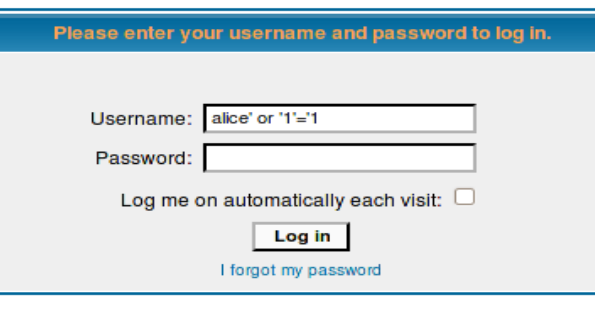 Please enter your username and password to log in.
Username: alice' or '1'='1
Password:
Log me on automatically each visit:
Log in
I forgot my password